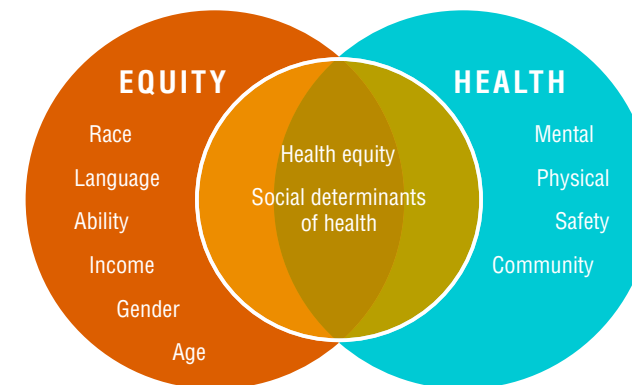 EQUITY
Race
Language
Ability
Income
Gender
Age
Health equity
Social determinants
of health
HEALTH
Mental
Physical
Safety
Community